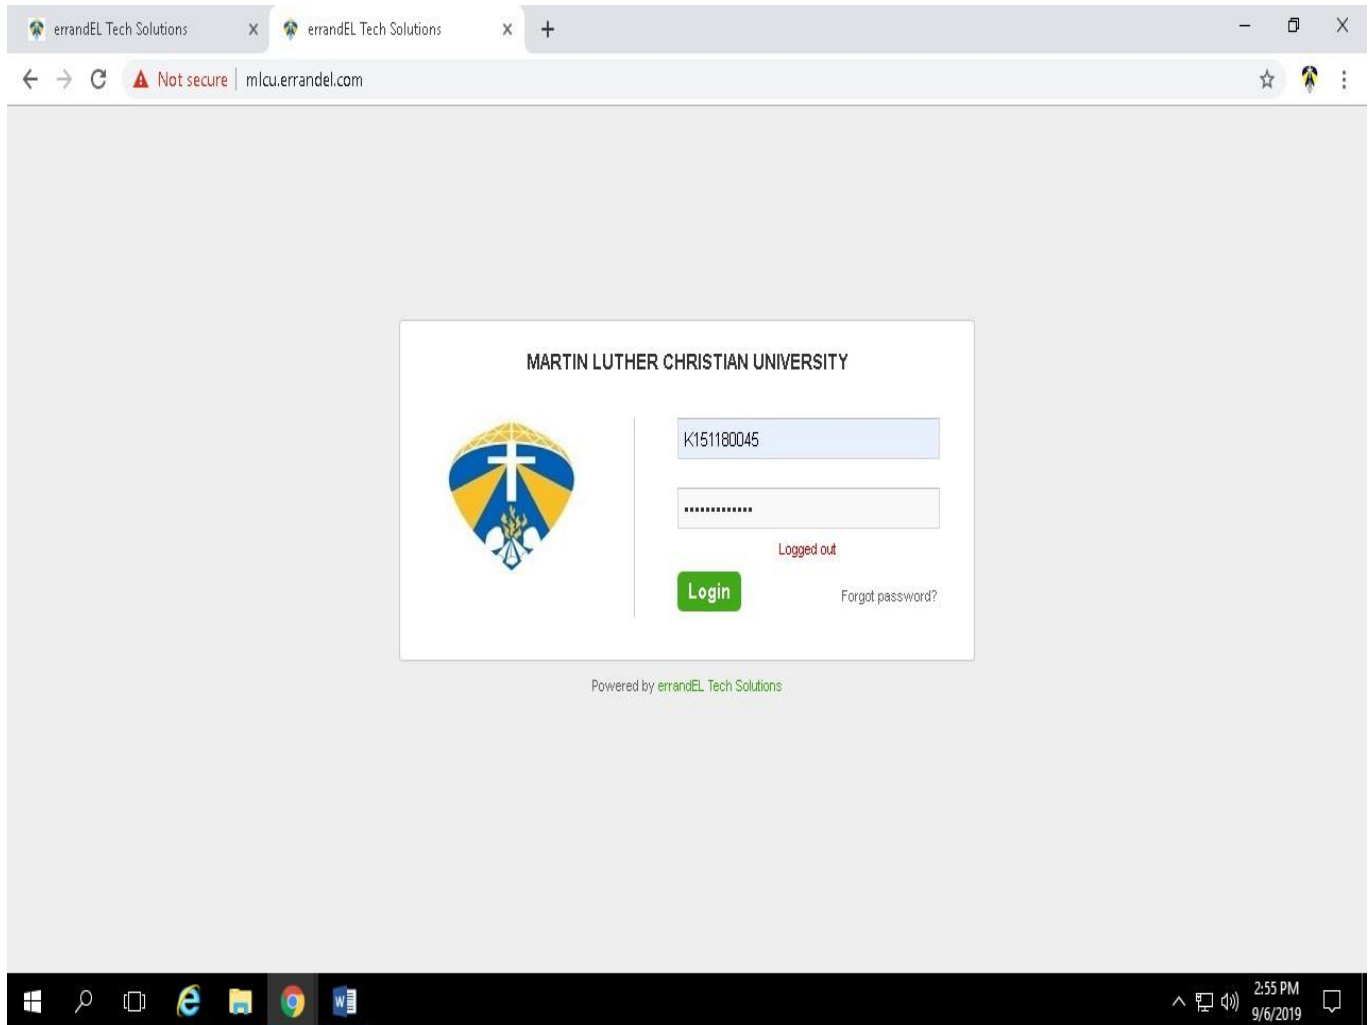 errandEL Tech Solutions
errandEL Tech Solutions
Not secure | mlcu.errandel.com
MARTIN LUTHER CHRISTIAN UNIVERSITY
K151180045
•••••••••••••
Logged out
Login
Forgot password?
Powered by errandEL Tech Solutions
2:55 PM
9/6/2019